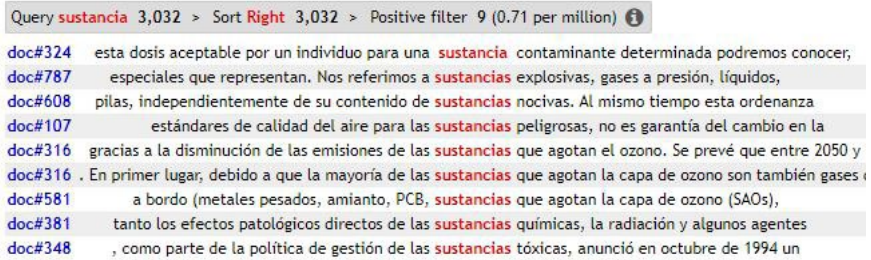 Query sustancia 3,032 > Sort Right 3,032 > Positive filter 9 (0.71 per million)
doc#324 esta dosis aceptable por un individuo para una sustancia contaminante determinada podremos conocer,
doc#787 especiales que representan. Nos referimos a sustancias explosivas, gases a presión, líquidos,
doc#608 pilas, independientemente de su contenido de sustancias nocivas. Al mismo tiempo esta ordenanza
doc#107 estándares de calidad del aire para las sustancias peligrosas, no es garantía del cambio en la
doc#316 gracias a la disminución de las emisiones de las sustancias que agotan el ozono. Se prevé que entre 2050 y
doc#316 . En primer lugar, debido a que la mayoría de las sustancias que agotan la capa de ozono son también gases
doc#581 a bordo (metales pesados, amianto, PCB, sustancias que agotan la capa de ozono (SAOs),
doc#381 tanto los efectos patológicos directos de las sustancias químicas, la radiación y algunos agentes
doc#348 , como parte de la política de gestión de las sustancias tóxicas, anunció en octubre de 1994 un